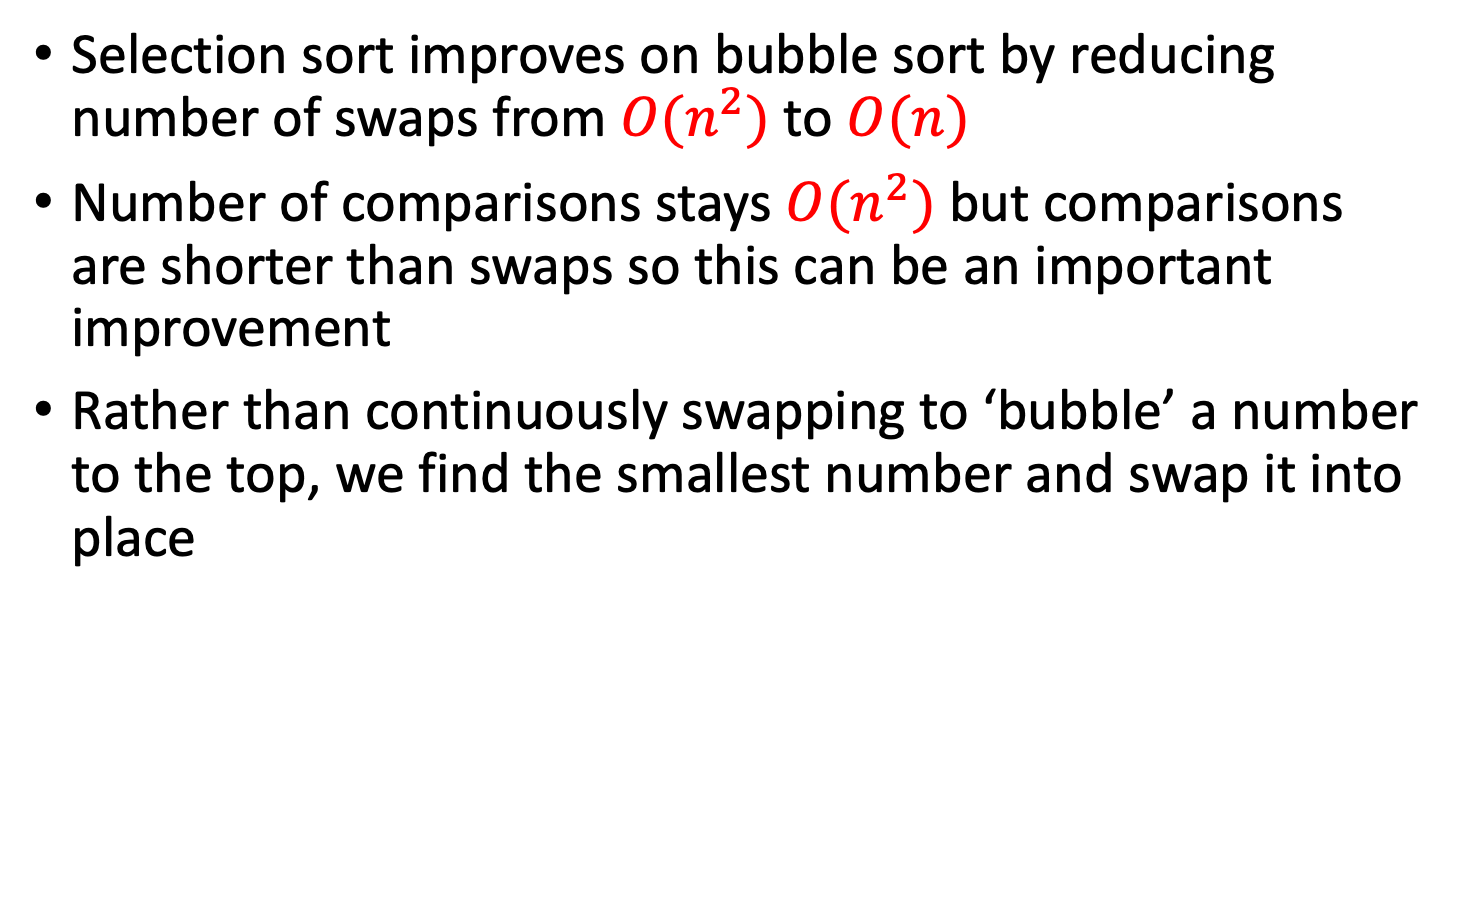 • Selection sort improves on bubble sort by reducing
number of swaps from O(n²) to O(n)
• Number of comparisons stays O(n²) but comparisons
are shorter than swaps so this can be an important
improvement
• Rather than continuously swapping to ‘bubble’ a number
to the top, we find the smallest number and swap it into
place